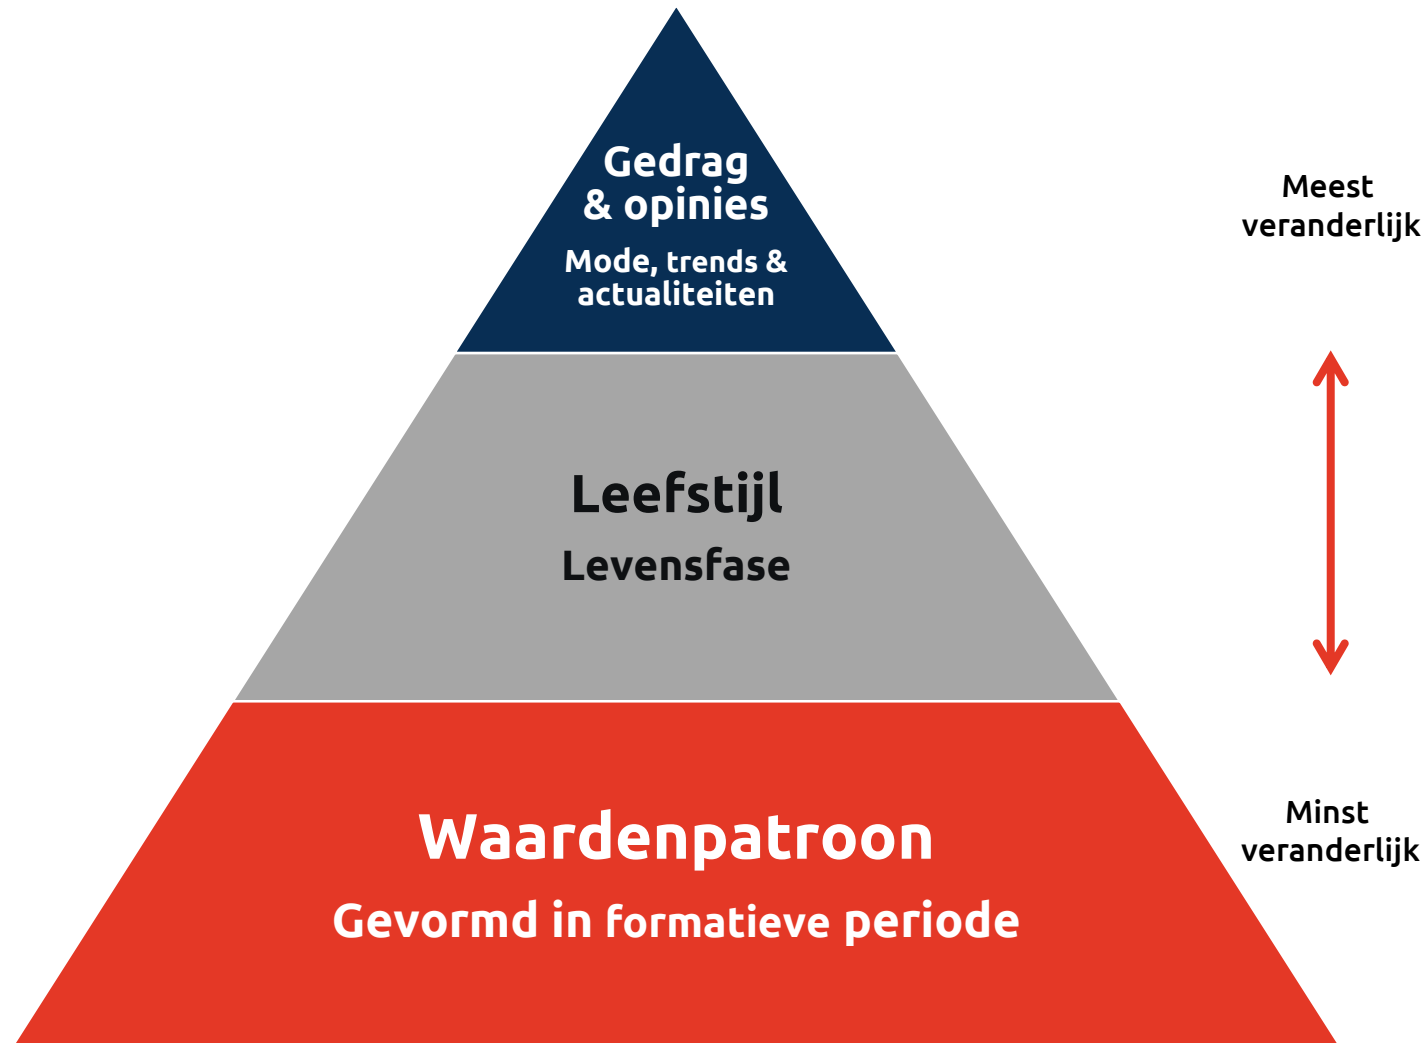 Gedrag
& opinies
Mode, trends &
actualiteiten
Meest
veranderlijk
Leefstijl
Levensfase
Waardenpatroon
Gevormd in formatieve periode
Minst
veranderlijk